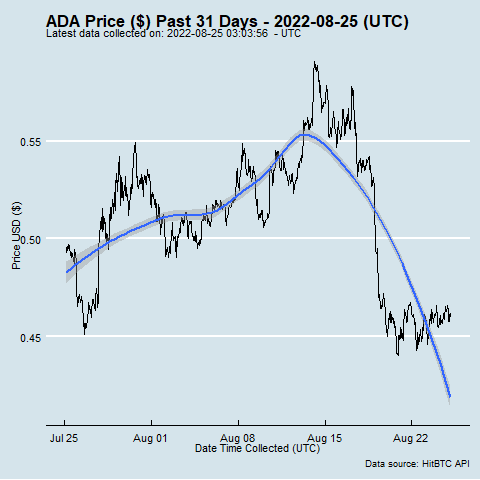 ADA Price ($) Past 31 Days - 2022-08-25 (UTC)
Latest data collected on: 2022-08-25 03:03:56  - UTC
Price USD ($)
0.55
0.50
0.45
Jul 25
Aug 01
Aug 08
Aug 15
Aug 22
Date Time Collected (UTC)
Data source: HitBTC API